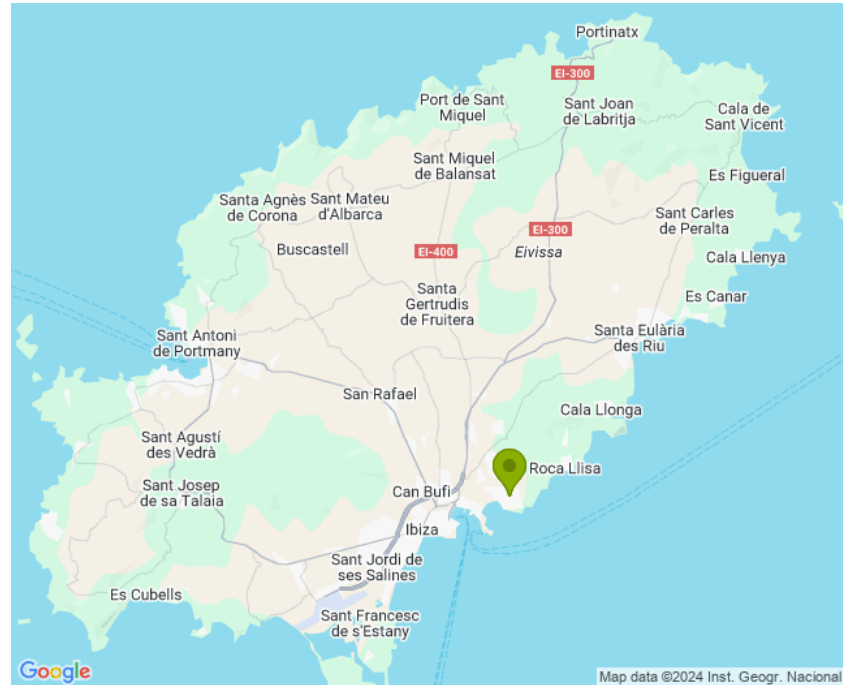 Portinatx
EI-300
Port de Sant
Miquel
Sant Joan
de Labritja
Cala de
Sant Vicent
Sant Miquel
de Balansat
Es Figueral
Santa Agnès
de Corona
Sant Mateu
d'Albarca
Sant Carles
de Peralta
EI-300
Buscastell
EI-400
Eivissa
Cala Llenya
Santa
Gertrudis
de Fruitera
Es Canar
Sant Antoni
de Portmany
Santa Eulària
des Riu
San Rafael
Cala Llonga
Sant Agustí
des Vedrà
Roca Llisa
Sant Josep
de sa Talaia
Can Bufí
Ibiza
Sant Jordi de
ses Salines
Es Cubells
Sant Francesc
de s'Estany
Google
Map data ©2024 Inst. Geogr. Nacional